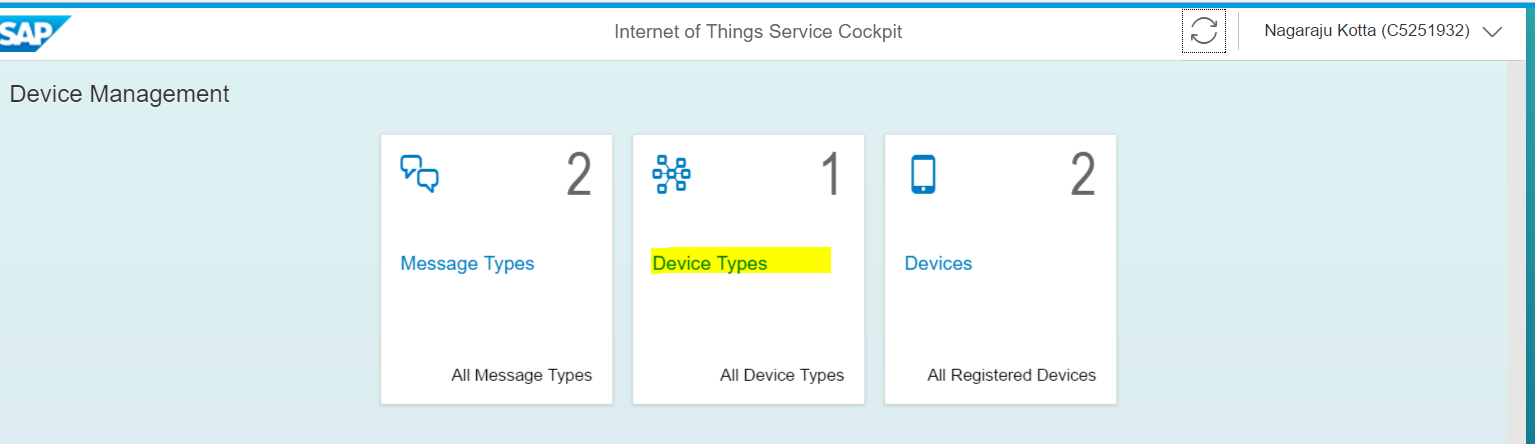 SAP
Internet of Things Service Cockpit
Nagaraju Kotta (C5251932)
Device Management
2
1
2
Message Types
Device Types
Devices
All Message Types
All Device Types
All Registered Devices